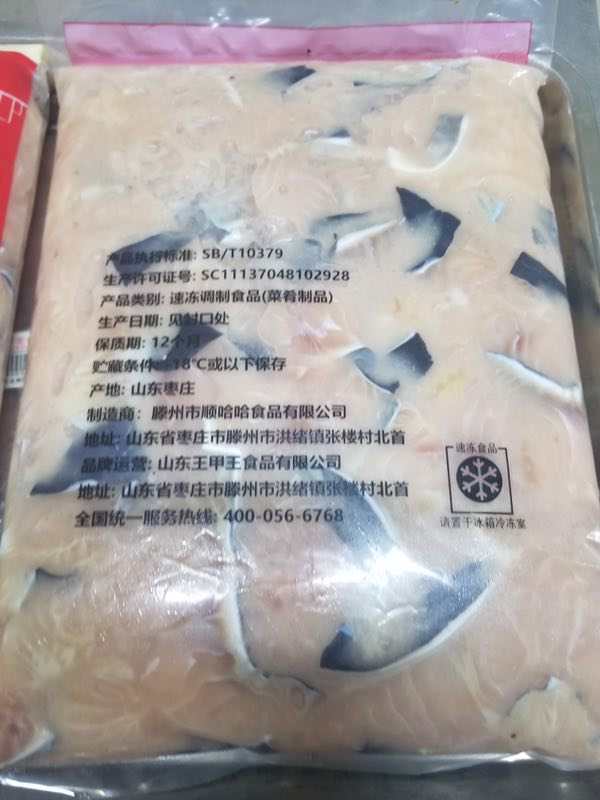 产品执行标准: SB/T10379
生产许可证号: SC11137048102928
产品类别: 速冻调制食品(菜肴制品)
生产日期: 见封口处
保质期: 12个月
贮藏条件: -18℃或以下保存
产地: 山东枣庄
制造商: 滕州市顺哈哈食品有限公司
地址: 山东省枣庄市滕州市洪绪镇张楼村北首
品牌运营: 山东王甲王食品有限公司
地址: 山东省枣庄市滕州市洪绪镇张楼村北首
全国统一服务热线: 400-056-6768
速冻食品
请置于冰箱冷冻室